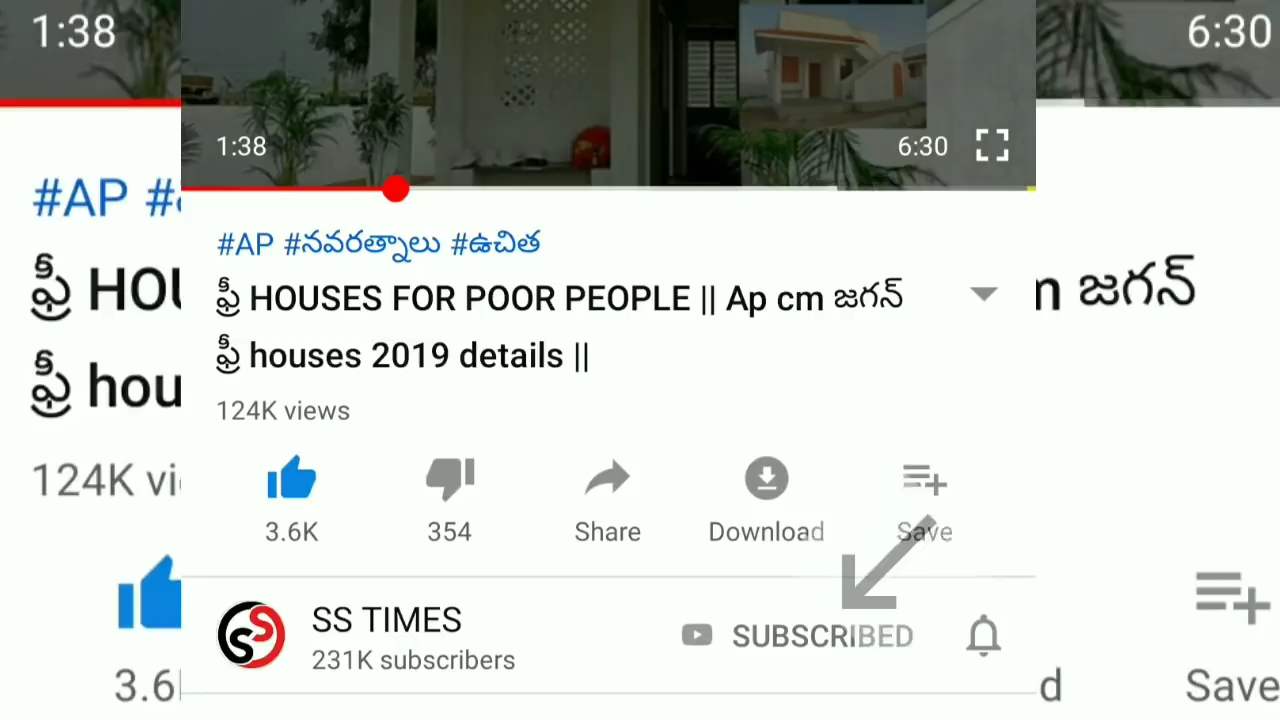 1:38
6:30
1:38
6:30
#AP #
#AP #నవరత్నాలు #ఉచిత
ఫ్రీ HOU
ఫ్రీ HOUSES FOR POOR PEOPLE || Ap cm జగన్
m జగన్
ఫ్రీ hou
ఫ్రీ houses 2019 details ||
124K views
124K vi
3.6K
354
Share
Download
Save
SS TIMES
231K subscribers
SUBSCRIBED
3.6
d
Save